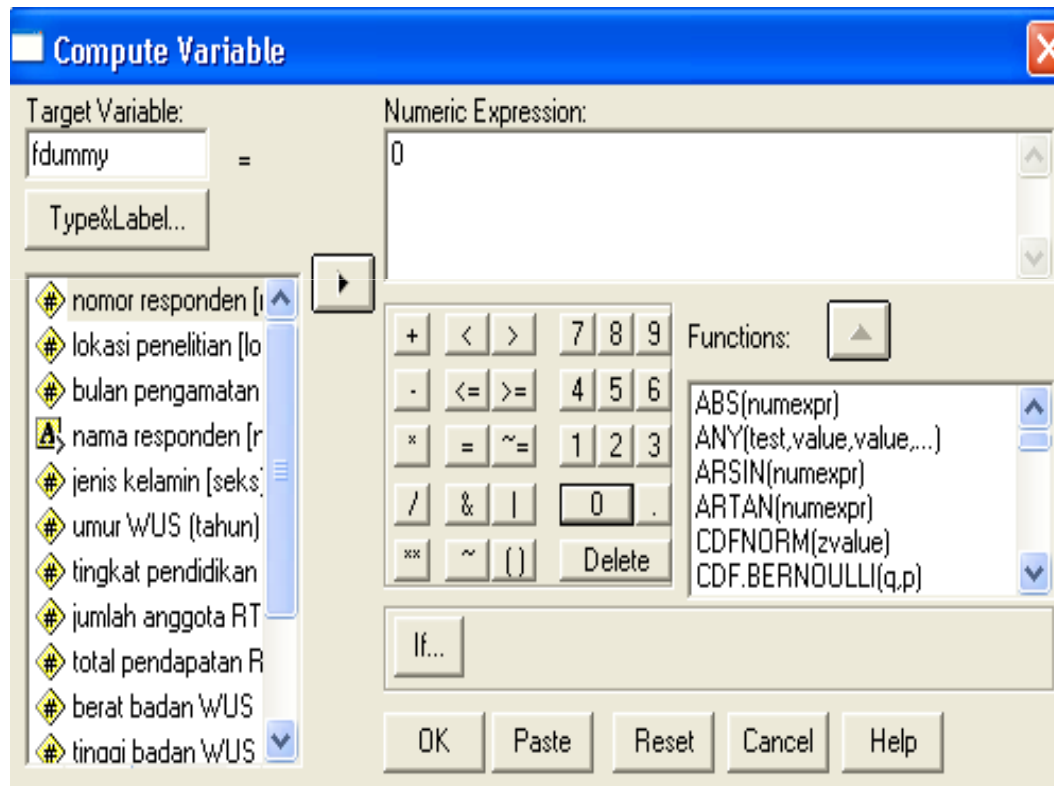 Compute Variable
Target Variable:
fdummy
=
Type&Label...
Numeric Expression:
0
nomor responden [
lokasi penelitian [lo
bulan pengamatan
nama responden [r
jenis kelamin [seks]
umur WUS (tahun)
tingkat pendidikan
jumlah anggota RT
total pendapatan R
berat badan WUS
tinggi badan WUS
+ < > 7 8 9
- <= >= 4 5 6
* = ~= 1 2 3
/ & | 0 .
** ~ () Delete
Functions:
ABS(numexpr)
ANY(test,value,value,...)
ARSIN(numexpr)
ARTAN(numexpr)
CDFNORM(zvalue)
CDF.BERNOULLI(q,p)
If...
OK Paste Reset Cancel Help